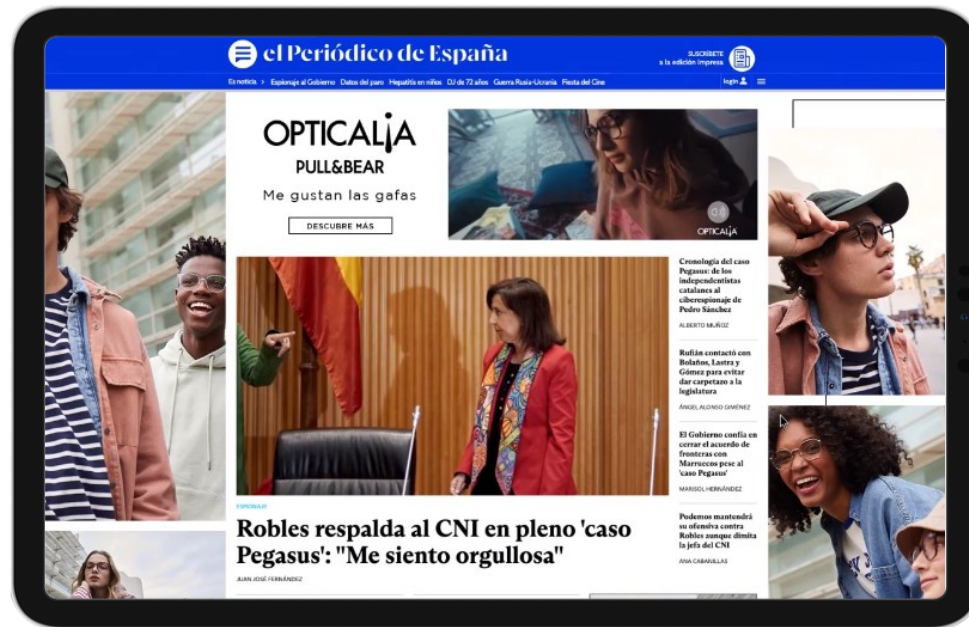 el Periódico de España
SUSCRÍBETE
a la edición impresa
Es noticia > Espionaje al Gobierno Datos del paro Hepatitis en niños DJ de 72 años Guerra Rusia-Ucrania Fiesta del Cine
login
OPTICALIA
PULL&BEAR
Me gustan las gafas
DESCUBRE MÁS
OPTICALIA
Cronología del caso
Pegasus: de los
independentistas
catalanes al
ciberespionaje de
Pedro Sánchez
ALBERTO MUÑOZ
Rufián contactó con
Bolaños, Lastra y
Gómez para evitar
dar carpetazo a la
legislatura
ÁNGEL ALONSO GIMÉNEZ
El Gobierno confía en
cerrar el acuerdo de
fronteras con
Marruecos pese al
'caso Pegasus'
MARISOL HERNÁNDEZ
Podemos mantendrá
su ofensiva contra
Robles aunque dimita
la jefa del CNI
ANA CABANILLAS
ESPIONAJE
Robles respalda al CNI en pleno 'caso
Pegasus': "Me siento orgullosa"
JUAN JOSÉ FERNÁNDEZ